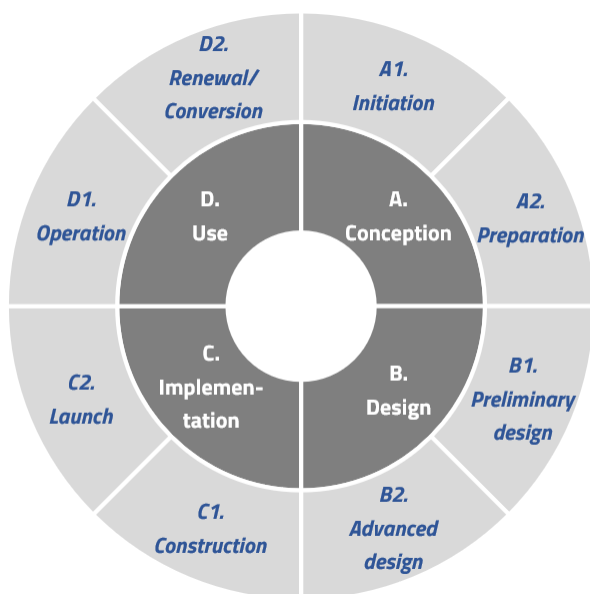 A.
Conception
A1.
Initiation
A2.
Preparation
B.
Design
B1.
Preliminary
design
B2.
Advanced
design
C.
Implemen-
tation
C1.
Construction
C2.
Launch
D.
Use
D1.
Operation
D2.
Renewal/
Conversion